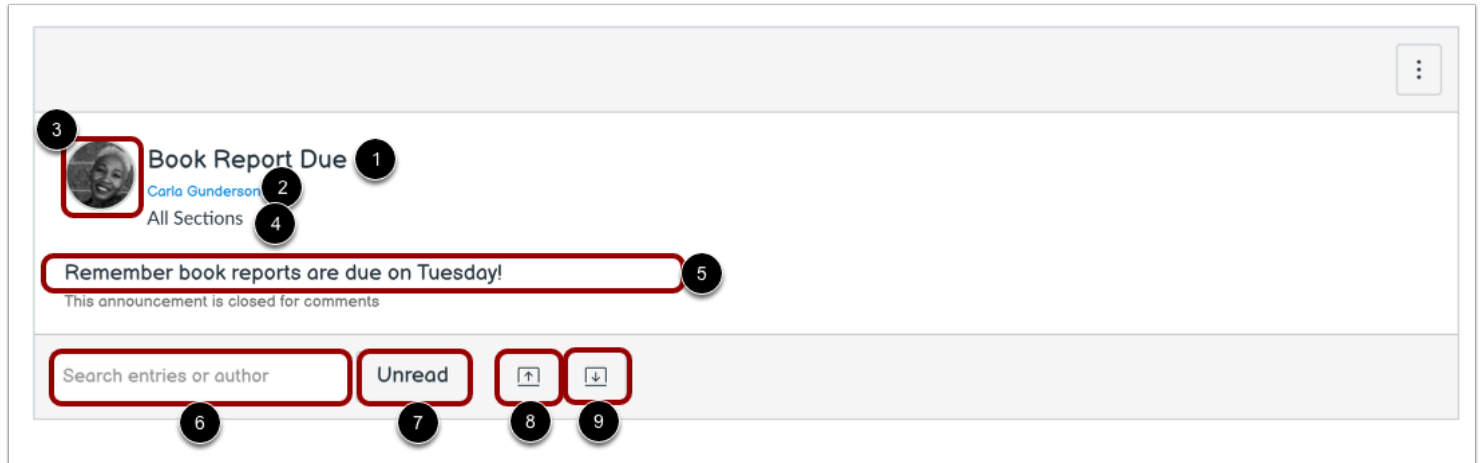 3
Book Report Due 1
Carla Gunderson 2
All Sections 4
Remember book reports are due on Tuesday! 5
This announcement is closed for comments
Search entries or author Unread
6 7 8 9